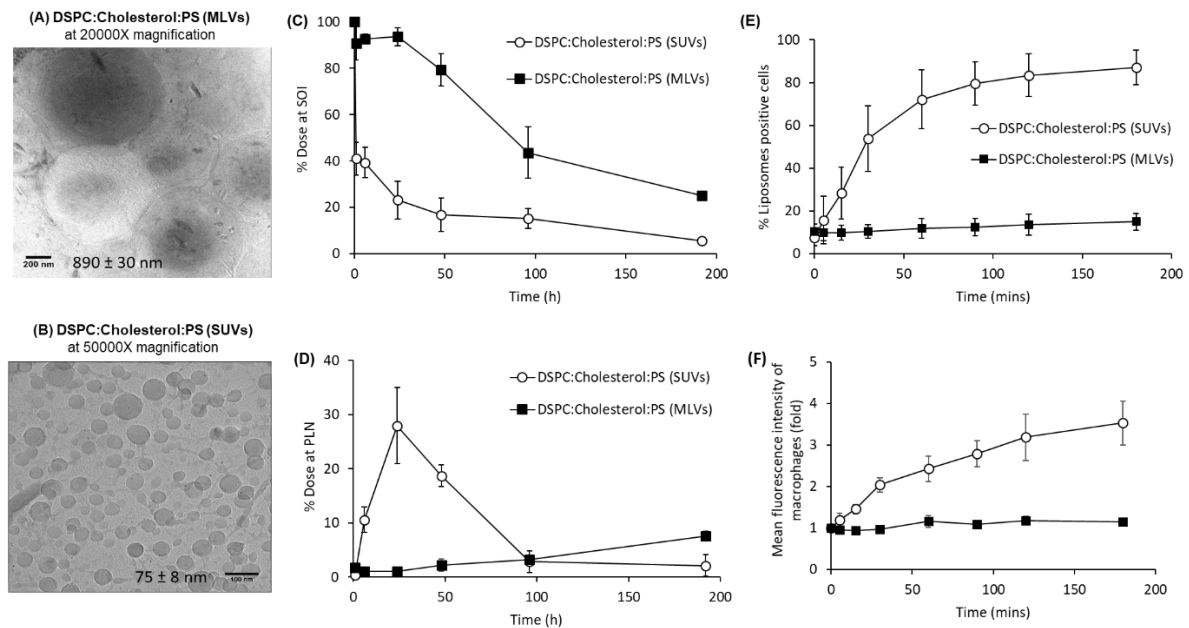 (A) DSPC:Cholesterol:PS (MLVs)
at 20000X magnification
200 nm
890 ± 30 nm
(B) DSPC:Cholesterol:PS (SUVs)
at 50000X magnification
75 ± 8 nm
100 nm
(C)
100
80
60
40
20
0
% Dose at SOI
DSPC:Cholesterol:PS (SUVs)
DSPC:Cholesterol:PS (MLVs)
0
50
100
150
200
Time (h)
(D)
40
30
20
10
0
% Dose at PLN
DSPC:Cholesterol:PS (SUVs)
DSPC:Cholesterol:PS (MLVs)
0
50
100
150
200
Time (h)
(E)
100
80
60
40
20
0
% Liposomes positive cells
DSPC:Cholesterol:PS (SUVs)
DSPC:Cholesterol:PS (MLVs)
0
50
100
150
200
Time (mins)
(F)
5
4
3
2
1
0
Mean fluorescence intensity of
macrophages (fold)
0
50
100
150
200
Time (mins)